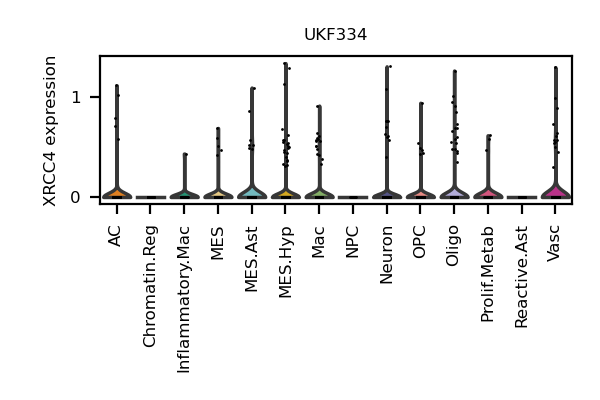 UKF334
XRCC4 expression
1
0
AC
Chromatin.Reg
Inflammatory.Mac
MES
MES.Ast
MES.Hyp
Mac
NPC
Neuron
OPC
Oligo
Prolif.Metab
Reactive.Ast
Vasc